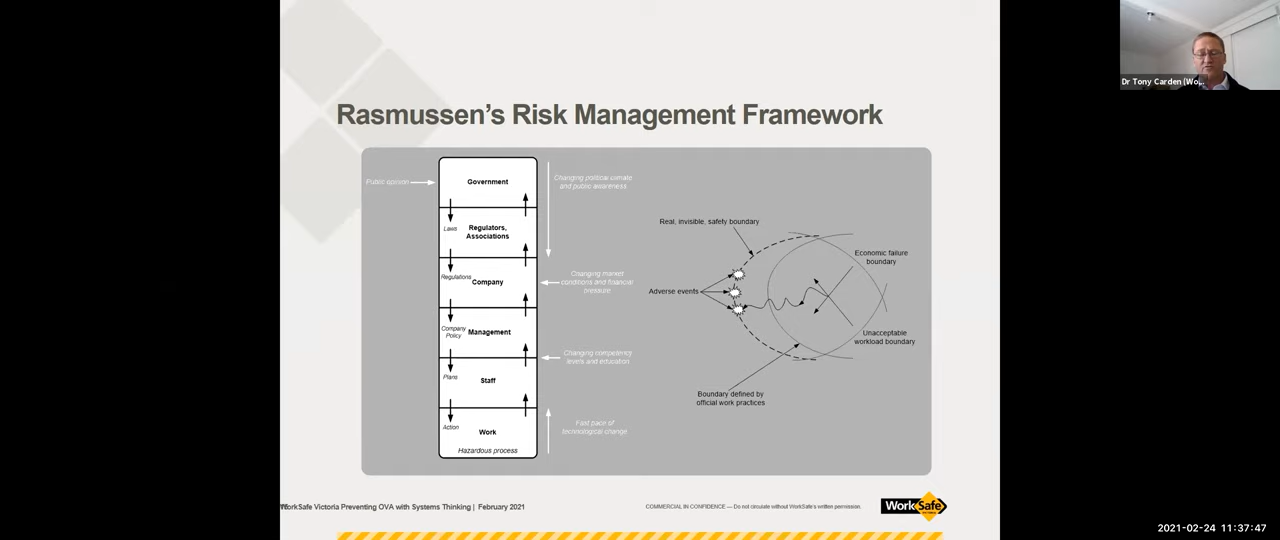 Dr Tony Carden (Wo...
Rasmussen's Risk Management Framework
Public opinion
Government
Changing political climate
and public awareness
Laws
Regulators,
Associations
Regulations
Company
Changing market
conditions and financial
pressure
Company
Policy
Management
Changing competency
levels and education
Plans
Staff
Action
Work
Hazardous process
Fast pace of
technological change
Real, invisible, safety boundary
Economic failure
boundary
Adverse events
Unacceptable
workload boundary
Boundary defined by
official work practices
WorkSafe Victoria Preventing OVA with Systems Thinking | February 2021
COMMERCIAL IN CONFIDENCE — Do not circulate without WorkSafe's written permission.
WorkSafe
2021-02-24 11:37:47